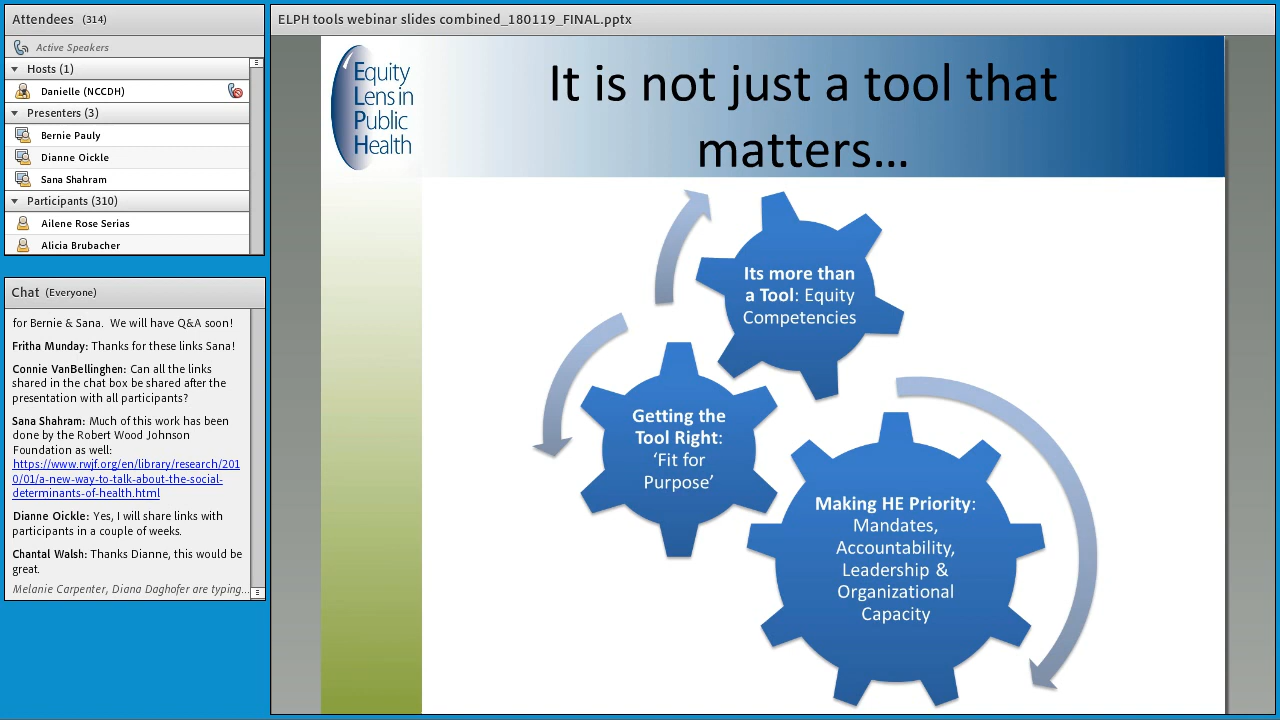 Attendees (314)
Active Speakers
Hosts (1)
Danielle (NCCDH)
Presenters (3)
Bernie Pauly
Dianne Oickle
Sana Shahram
Participants (310)
Ailene Rose Serias
Alicia Brubacher
Chat (Everyone)
for Bernie & Sana. We will have Q&A soon!
Fritha Munday: Thanks for these links Sana!
Connie VanBellinghen: Can all the links
shared in the chat box be shared after the
presentation with all participants?
Sana Shahram: Much of this work has been
done by the Robert Wood Johnson
Foundation as well:
https://www.rwjf.org/en/library/research/201
0/01/a-new-way-to-talk-about-the-social-
determinants-of-health.html
Dianne Oickle: Yes, I will share links with
participants in a couple of weeks.
Chantal Walsh: Thanks Dianne, this would be
great.
Melanie Carpenter, Diana Daghofer are typing...
ELPH tools webinar slides combined_180119_FINAL.pptx
Equity
Lens in
Public
Health
It is not just a tool that
matters…
Its more than
a Tool: Equity
Competencies
Getting the
Tool Right:
‘Fit for
Purpose’
Making HE Priority:
Mandates,
Accountability,
Leadership &
Organizational
Capacity